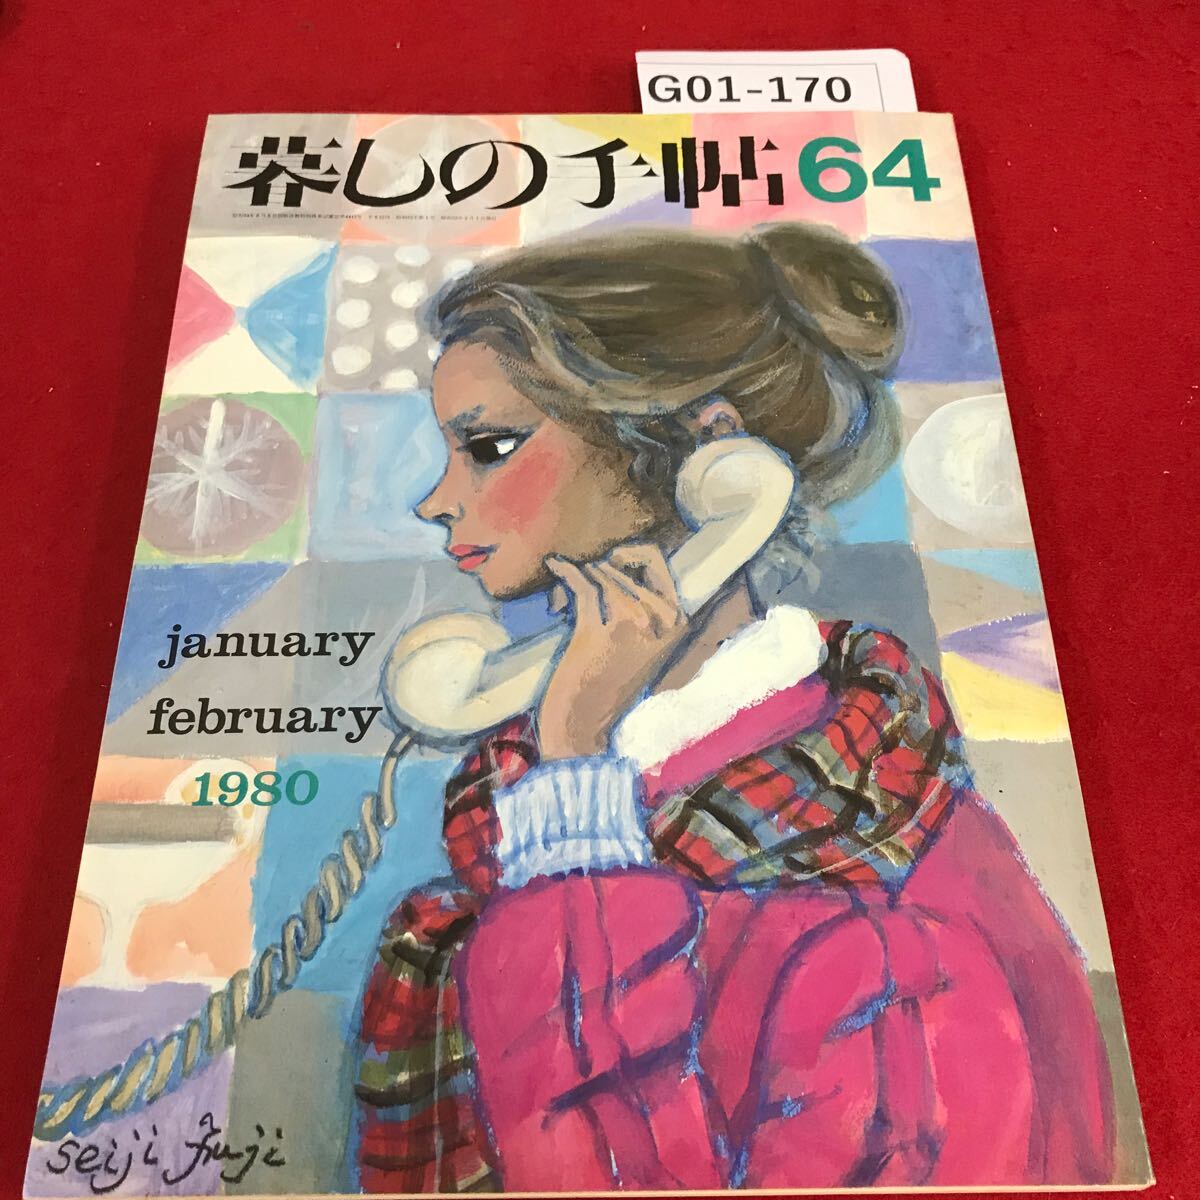 G01-170
暮しの手帖64
january
february
1980
seiji fuji